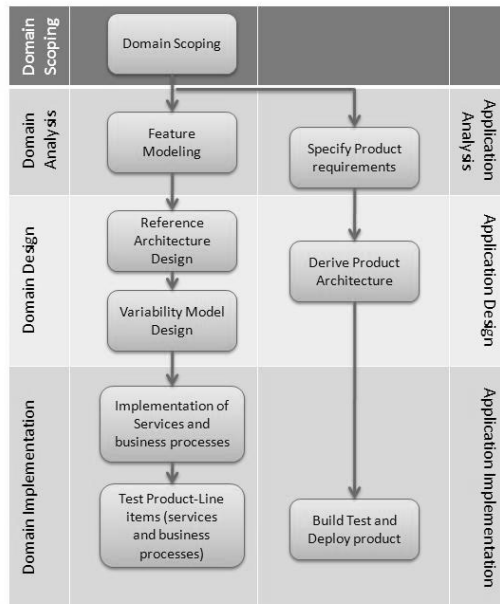 Domain
Scoping
Domain Scoping
Domain
Analysis
Feature
Modeling
Specify Product
requirements
Application
Analysis
Domain Design
Reference
Architecture
Design
Variability Model
Design
Derive Product
Architecture
Application Design
Domain Implementation
Implementation of
Services and
business processes
Test Product-Line
items (services
and business
processes)
Build Test and
Deploy product
Application Implementation